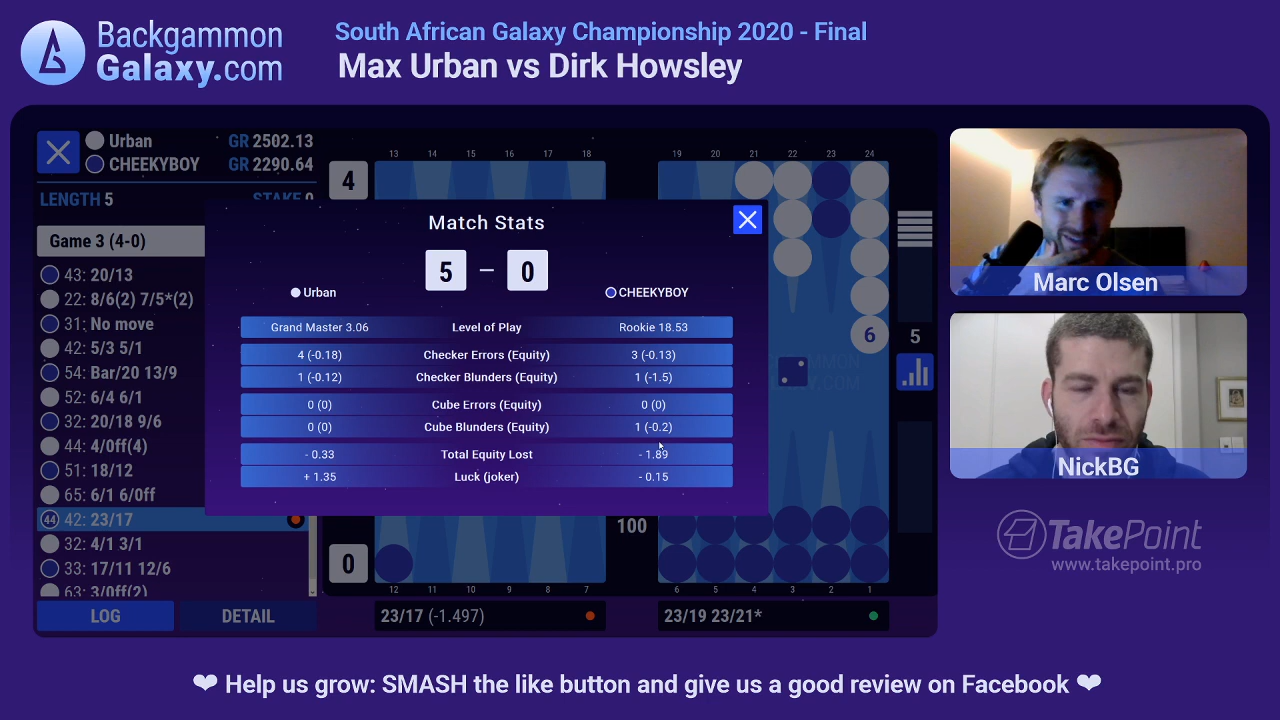 Backgammon
Galaxy.com
South African Galaxy Championship 2020 - Final
Max Urban vs Dirk Howsley
Urban GR 2502.13
CHEEKYBOY GR 2290.64
LENGTH 5 STAKE 0
Game 3 (4-0)
43: 20/13
22: 8/6(2) 7/5*(2)
31: No move
42: 5/3 5/1
54: Bar/20 13/9
52: 6/4 6/1
32: 20/18 9/6
44: 4/0ff(4)
51: 18/12
65: 6/1 6/0ff
44 42: 23/17
32: 4/1 3/1
33: 17/11 12/6
63: 3/0ff(2)
LOG DETAIL
4
13 14 15 16 17 18 19 20 21 22 23 24
Match Stats
5 – 0
Urban CHEEKYBOY
Grand Master 3.06 Level of Play Rookie 18.53
4 (-0.18) Checker Errors (Equity) 3 (-0.13)
1 (-0.12) Checker Blunders (Equity) 1 (-1.5)
0 (0) Cube Errors (Equity) 0 (0)
0 (0) Cube Blunders (Equity) 1 (-0.2)
- 0.33 Total Equity Lost - 1.89
+ 1.35 Luck (joker) - 0.15
6
5
100
0
12 11 10 9 8 7 6 5 4 3 2 1
23/17 (-1.497)
23/19 23/21*
Marc Olsen
NickBG
TakePoint
www.takepoint.pro
❤ Help us grow: SMASH the like button and give us a good review on Facebook ❤